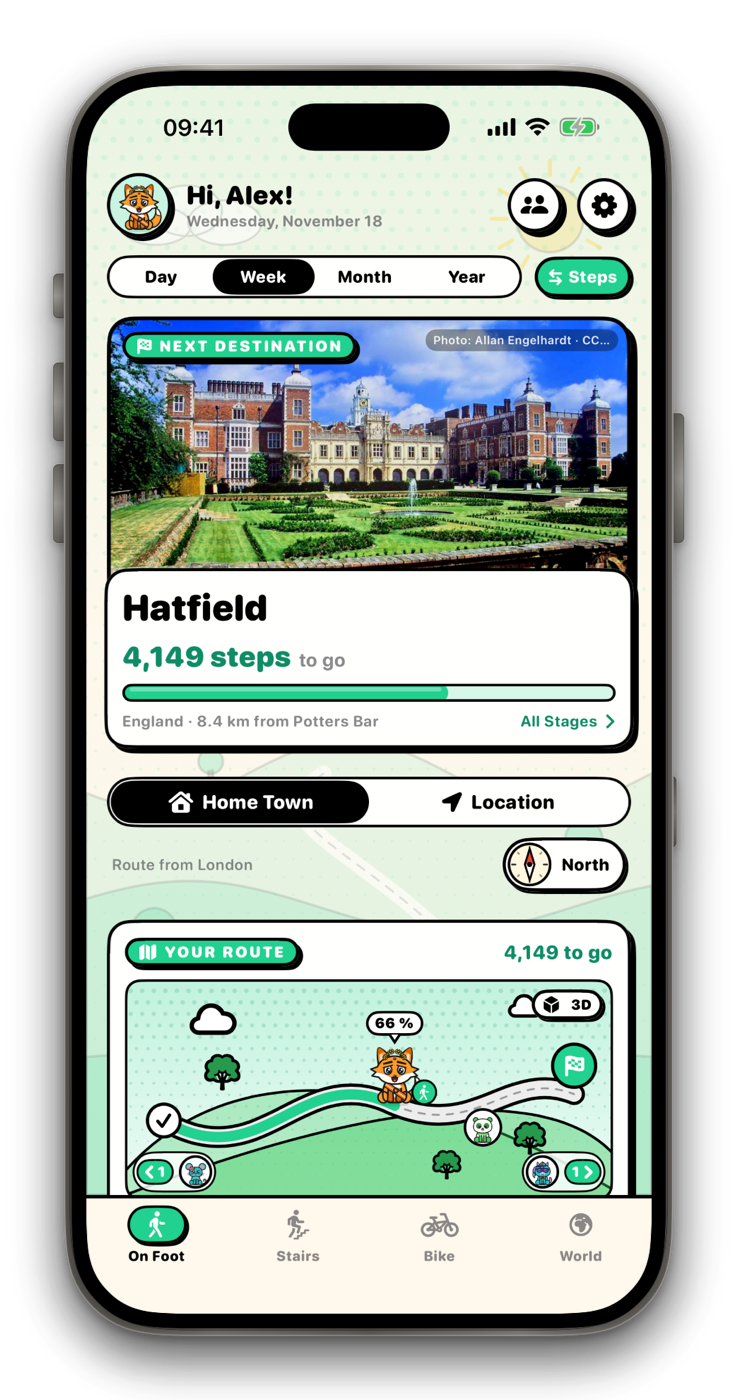 09:41
Hi, Alex!
Wednesday, November 18
Day Week Month Year Steps
NEXT DESTINATION
Photo: Allan Engelhardt · CC...
Hatfield
4,149 steps to go
England · 8.4 km from Potters Bar All Stages
Home Town Location
Route from London North
YOUR ROUTE 4,149 to go
3D
66 %
1 1
On Foot Stairs Bike World